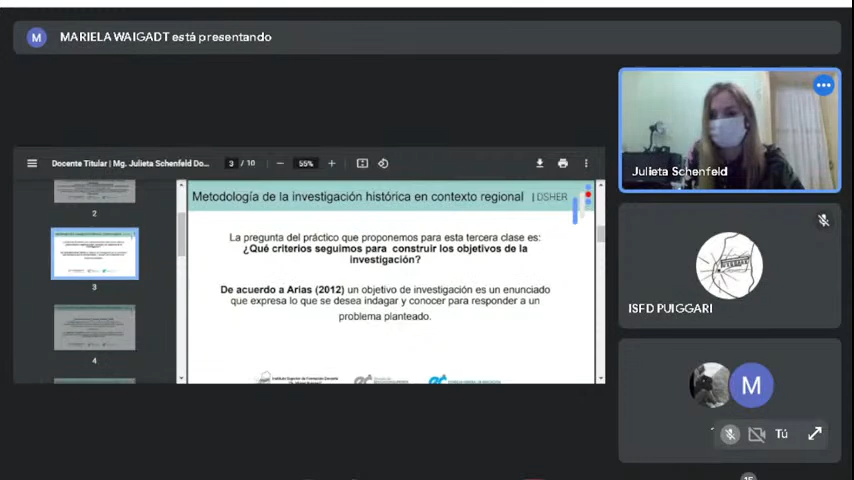 M MARIELA WAIGADT está presentando
Docente Titular | Mg. Julieta Schenfeld Do... 3 / 10 − 55% +
2
3
4
Metodología de la investigación histórica en contexto regional | DSHER
La pregunta del práctico que proponemos para esta tercera clase es:
¿Qué criterios seguimos para construir los objetivos de la
investigación?
De acuerdo a Arias (2012) un objetivo de investigación es un enunciado
que expresa lo que se desea indagar y conocer para responder a un
problema planteado.
Julieta Schenfeld
ISFD PUIGGARI
M
Tú